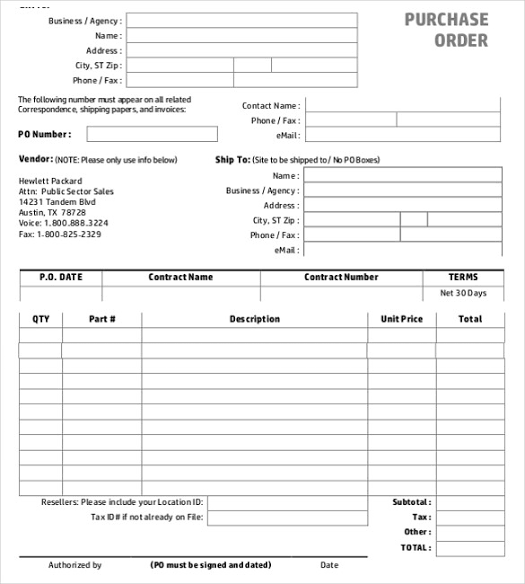 PURCHASE
ORDER
Business / Agency :
Name :
Address :
City, ST Zip :
Phone / Fax :
The following number must appear on all related
Correspondence, shipping papers, and invoices:
PO Number :
Contact Name :
Phone / Fax :
eMail :
Vendor: (NOTE: Please only use info below)
Hewlett Packard
Attn: Public Sector Sales
14231 Tandem Blvd
Austin, TX 78728
Voice: 1.800.888.3224
Fax: 1-800-825-2329
Ship To: (Site to be shipped to/ No PO Boxes)
Name :
Business / Agency :
Address :
City, ST Zip :
Phone / Fax :
eMail :
P.O. DATE Contract Name Contract Number TERMS
Net 30 Days
QTY Part # Description Unit Price Total
Resellers: Please include your Location ID:
Tax ID# if not already on File:
Subtotal :
Tax :
Other :
TOTAL :
Authorized by (PO must be signed and dated) Date